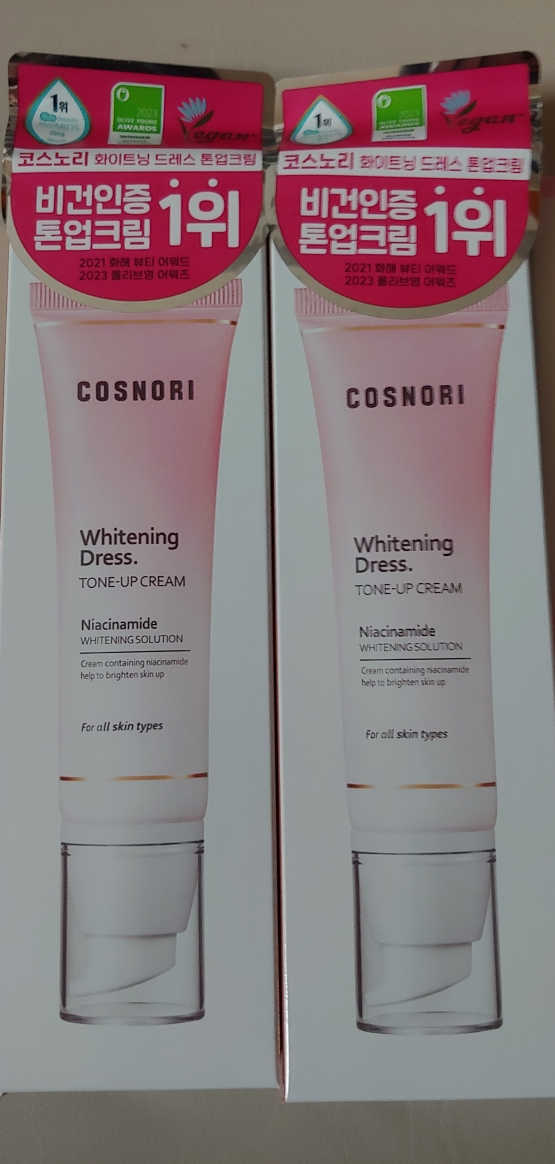 1위
2023
OLIVE YOUNG
AWARDS
Vegan
코스노리 화이트닝 드레스 톤업크림
비건인증
톤업크림
1위
2021 화해 뷰티 어워드
2023 올리브영 어워즈
COSNORI
Whitening
Dress.
TONE-UP CREAM
Niacinamide
WHITENING SOLUTION
Cream containing niacinamide
help to brighten skin up
For all skin types
1위
AWARDS
Vegan
코스노리 화이트닝 드레스 톤업크림
비건인증
톤업크림
1위
2021 화해 뷰티 어워드
2023 올리브영 어워즈
COSNORI
Whitening
Dress.
TONE-UP CREAM
Niacinamide
WHITENING SOLUTION
Cream containing niacinamide
help to brighten skin up
For all skin types